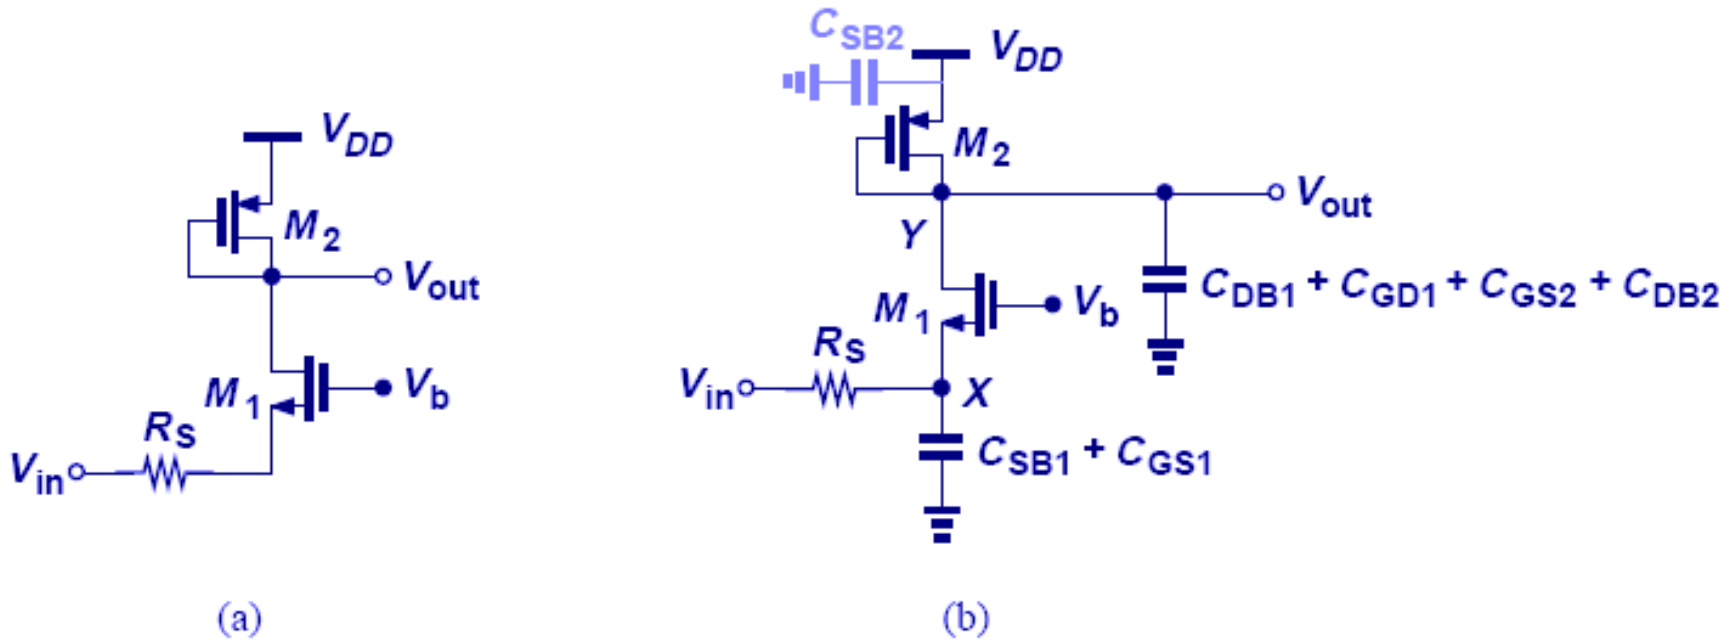 V_DD
M_2
V_out
M_1
V_b
R_S
V_in
(a)
C_SB2
V_DD
M_2
V_out
Y
C_DB1 + C_GD1 + C_GS2 + C_DB2
M_1
V_b
R_S
V_in
X
C_SB1 + C_GS1
(b)